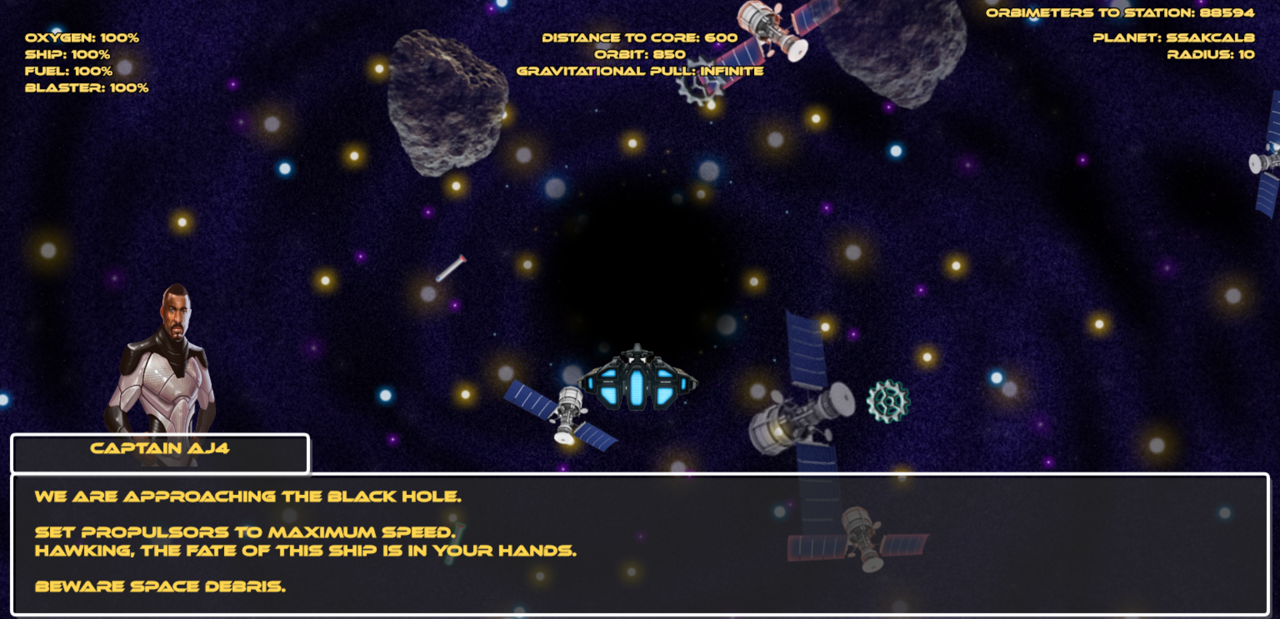 ORBIMETERS TO STATION: 88594
OXYGEN: 100%
SHIP: 100%
FUEL: 100%
BLASTER: 100%
DISTANCE TO CORE: 600
ORBIT: 850
GRAVITATIONAL PULL: INFINITE
PLANET: SSAKCALB
RADIUS: 10
CAPTAIN AJ4
WE ARE APPROACHING THE BLACK HOLE.
SET PROPULSORS TO MAXIMUM SPEED.
HAWKING, THE FATE OF THIS SHIP IS IN YOUR HANDS.
BEWARE SPACE DEBRIS.